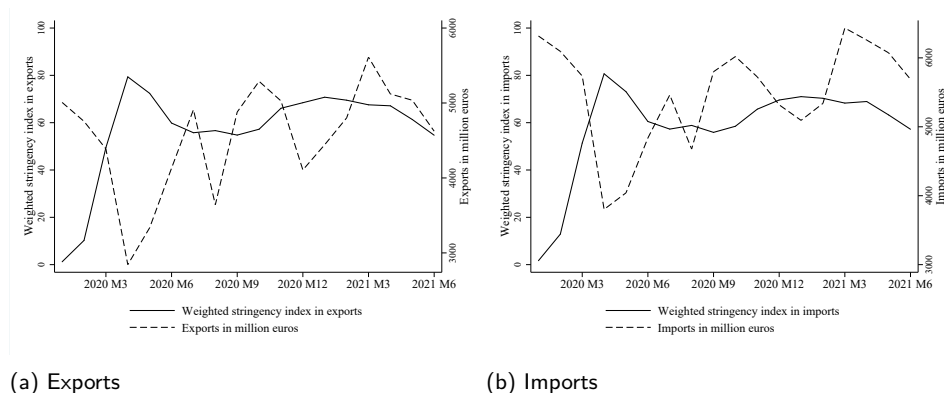 Weighted stringency index in exports
100
80
60
40
20
0
6000
5000
4000
3000
Exports in million euros
2020 M3 2020 M6 2020 M9 2020 M12 2021 M3 2021 M6
Weighted stringency index in exports
Exports in million euros
(a) Exports
Weighted stringency index in imports
100
80
60
40
20
0
6000
5000
4000
3000
Imports in million euros
2020 M3 2020 M6 2020 M9 2020 M12 2021 M3 2021 M6
Weighted stringency index in imports
Imports in million euros
(b) Imports